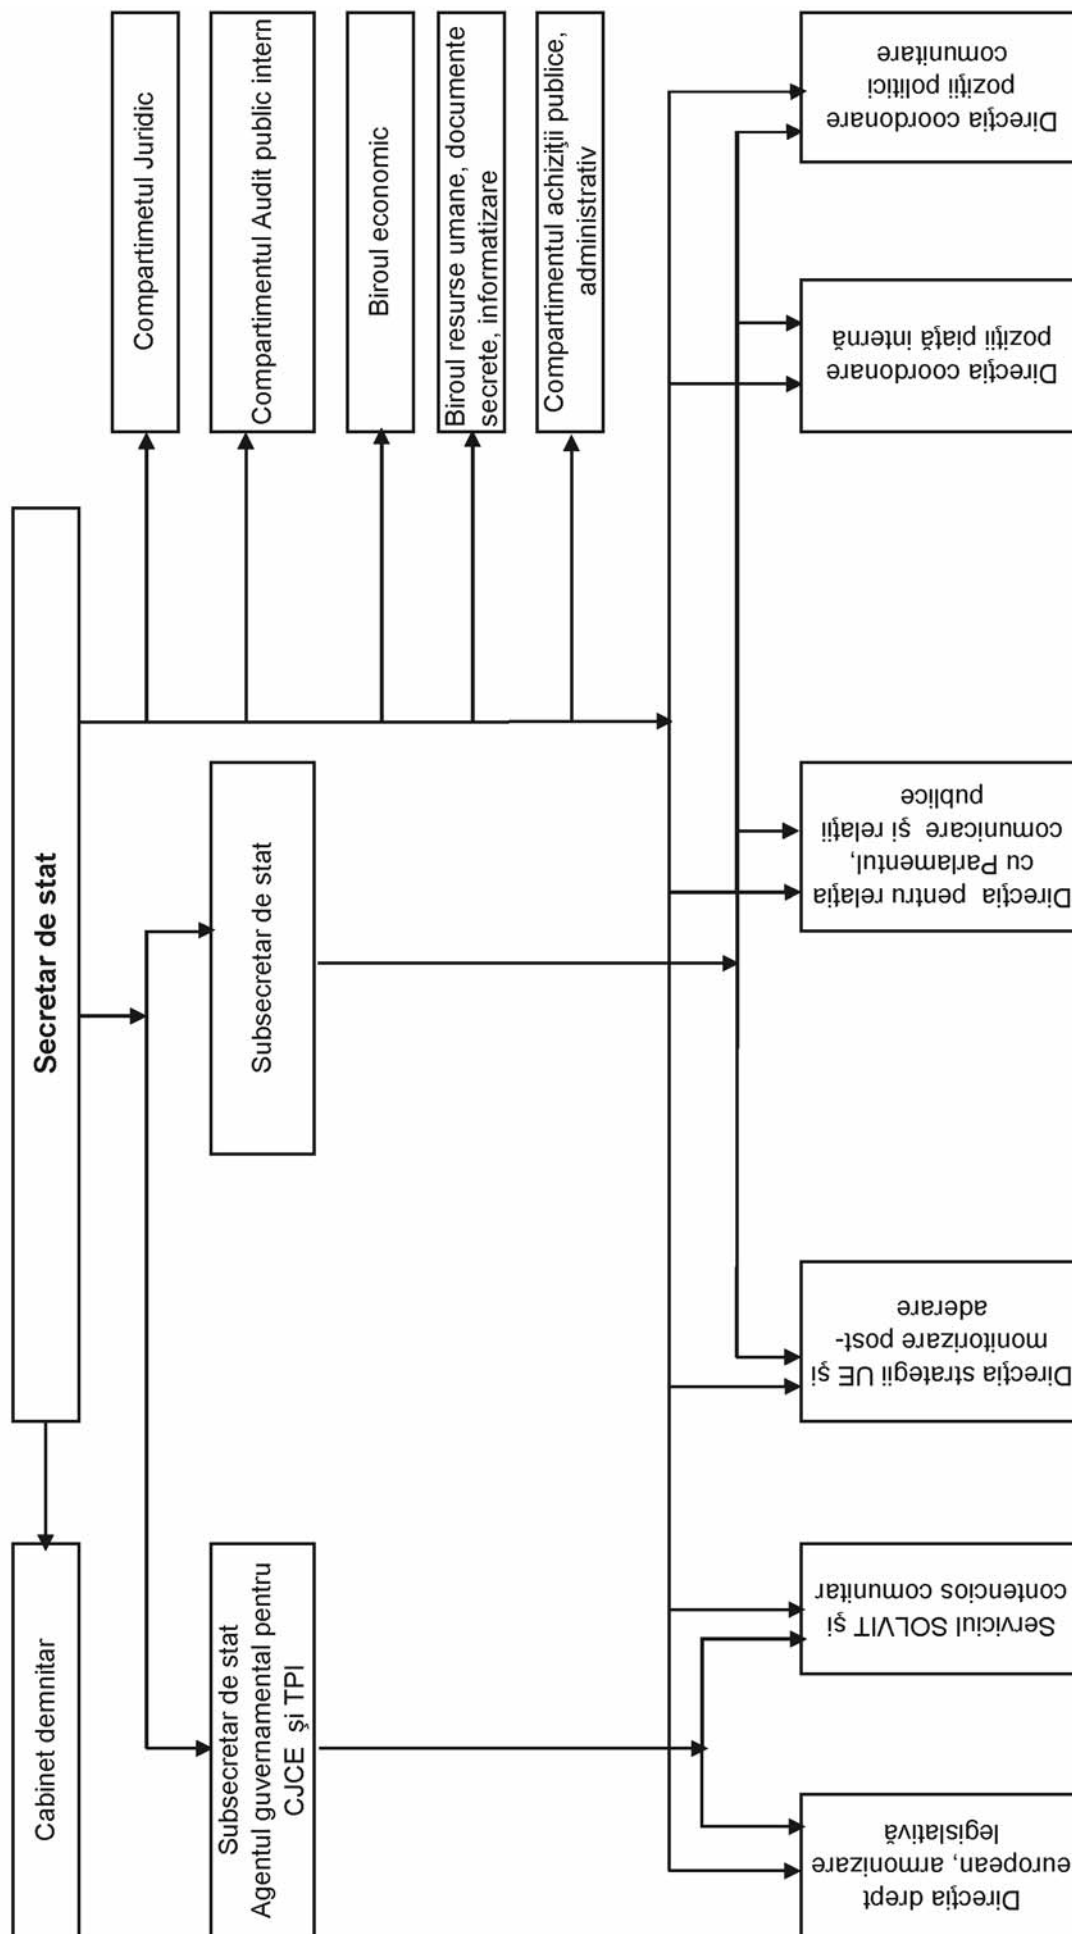 Secretar de stat
Cabinet demnitar
Compartimetul Juridic
Compartimentul Audit public intern
Biroul economic
Biroul resurse umane, documente
secrete, informatizare
Compartimentul achiziţii publice,
administrativ
Subsecretar de stat
Agentul guvernamental pentru
CJCE şi TPI
Subsecretar de stat
Direcţia drept
european, armonizare
legislativă
Serviciul SOLVIT şi
contencios comunitar
Direcţia strategii UE şi
monitorizare post-
aderare
Direcţia pentru relaţia
cu Parlamentul,
comunicare şi relaţii
publice
Direcţia coordonare
poziţii piaţă internă
Direcţia coordonare
poziţii politici
comunitare